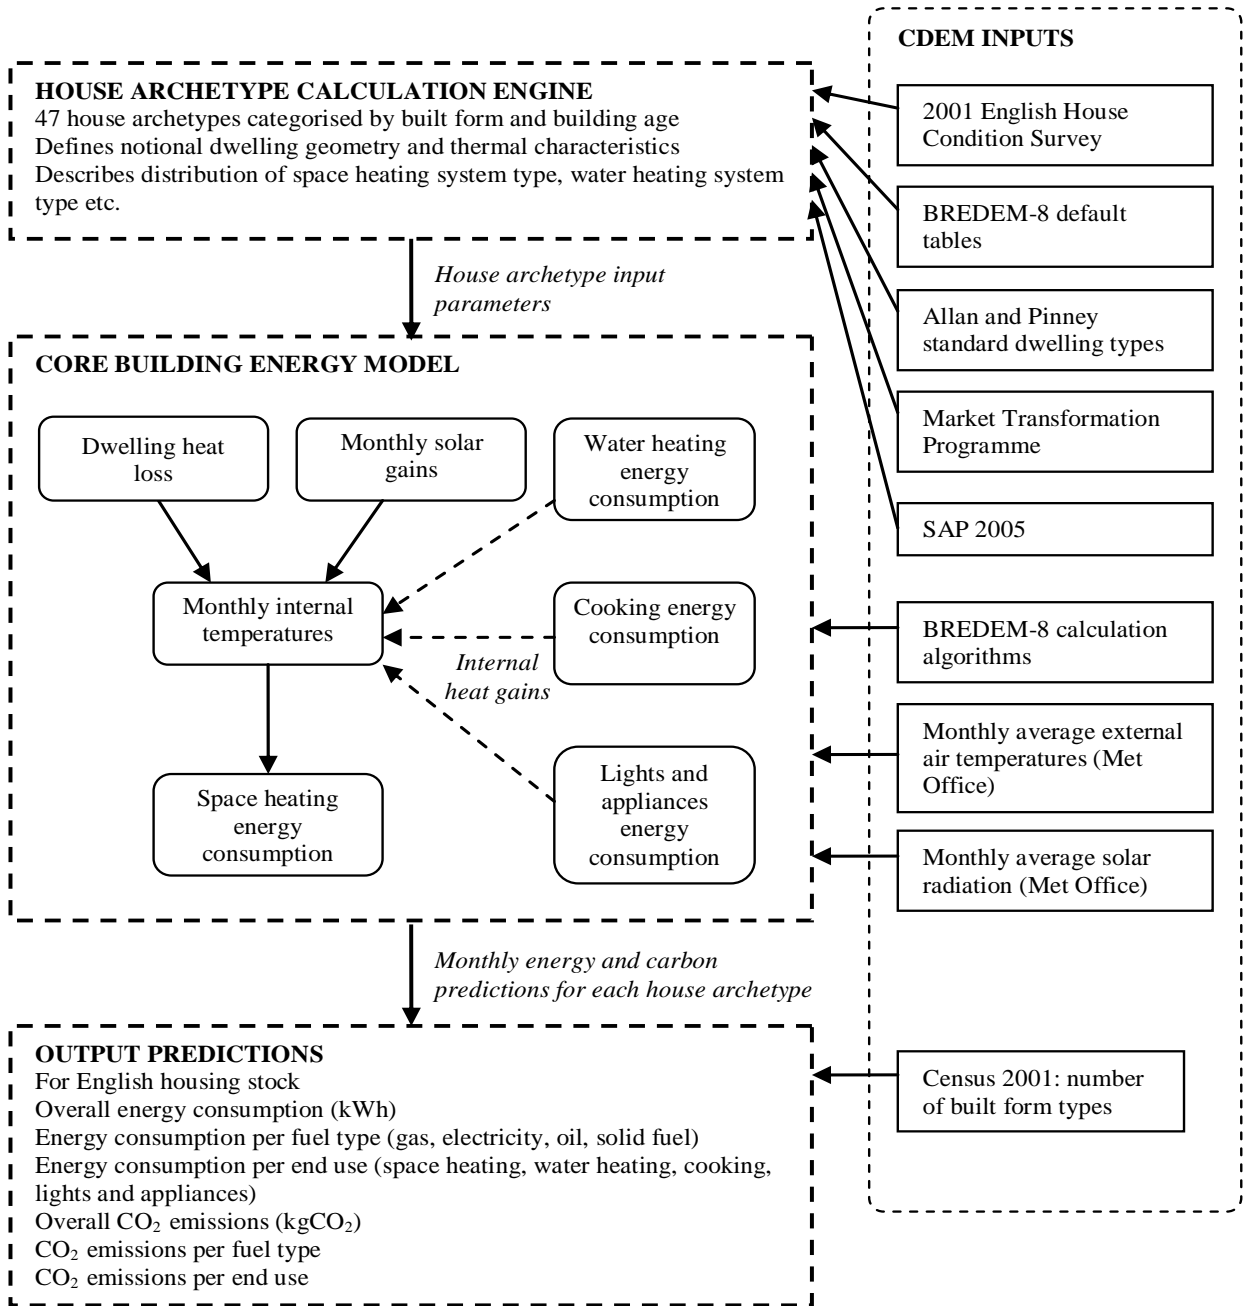 HOUSE ARCHETYPE CALCULATION ENGINE
47 house archetypes categorised by built form and building age
Defines notional dwelling geometry and thermal characteristics
Describes distribution of space heating system type, water heating system
type etc.
House archetype input
parameters
CORE BUILDING ENERGY MODEL
Dwelling heat
loss
Monthly solar
gains
Water heating
energy
consumption
Monthly internal
temperatures
Cooking energy
consumption
Internal
heat gains
Space heating
energy
consumption
Lights and
appliances
energy
consumption
Monthly energy and carbon
predictions for each house archetype
OUTPUT PREDICTIONS
For English housing stock
Overall energy consumption (kWh)
Energy consumption per fuel type (gas, electricity, oil, solid fuel)
Energy consumption per end use (space heating, water heating, cooking,
lights and appliances)
Overall CO₂ emissions (kgCO₂)
CO₂ emissions per fuel type
CO₂ emissions per end use
CDEM INPUTS
2001 English House
Condition Survey
BREDEM-8 default
tables
Allan and Pinney
standard dwelling types
Market Transformation
Programme
SAP 2005
BREDEM-8 calculation
algorithms
Monthly average external
air temperatures (Met
Office)
Monthly average solar
radiation (Met Office)
Census 2001: number
of built form types